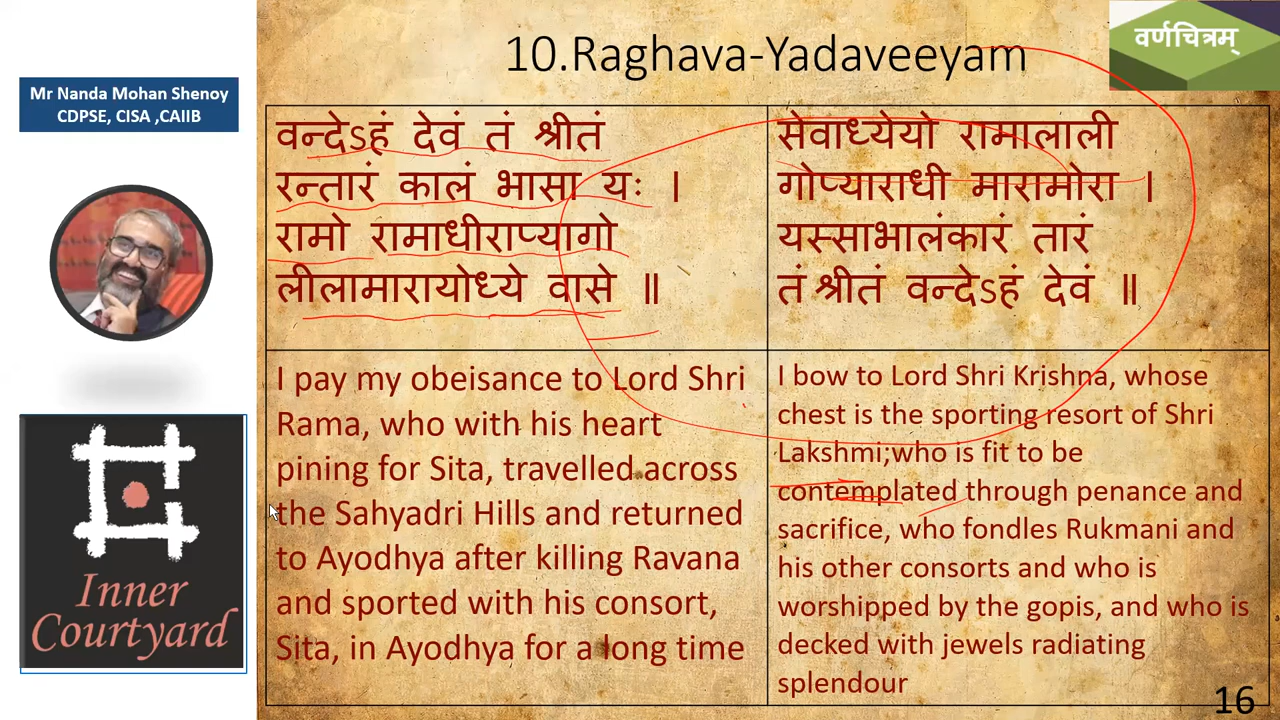 10.Raghava-Yadaveeyam
वर्णचित्रम्
Mr Nanda Mohan Shenoy
CDPSE, CISA ,CAIIB
वन्देऽहं देवं तं श्रीतं
रन्तारं कालं भासा यः ।
रामो रामाधीराप्यागो
लीलामारायोध्ये वासे ॥
सेवाध्येयो रामालाली
गोप्याराधी मारामोरा ।
यस्साभालंकारं तारं
तं श्रीतं वन्देऽहं देवं ॥
I pay my obeisance to Lord Shri
Rama, who with his heart
pining for Sita, travelled across
the Sahyadri Hills and returned
to Ayodhya after killing Ravana
and sported with his consort,
Sita, in Ayodhya for a long time
I bow to Lord Shri Krishna, whose
chest is the sporting resort of Shri
Lakshmi;who is fit to be
contemplated through penance and
sacrifice, who fondles Rukmani and
his other consorts and who is
worshipped by the gopis, and who is
decked with jewels radiating
splendour
Inner
Courtyard
16